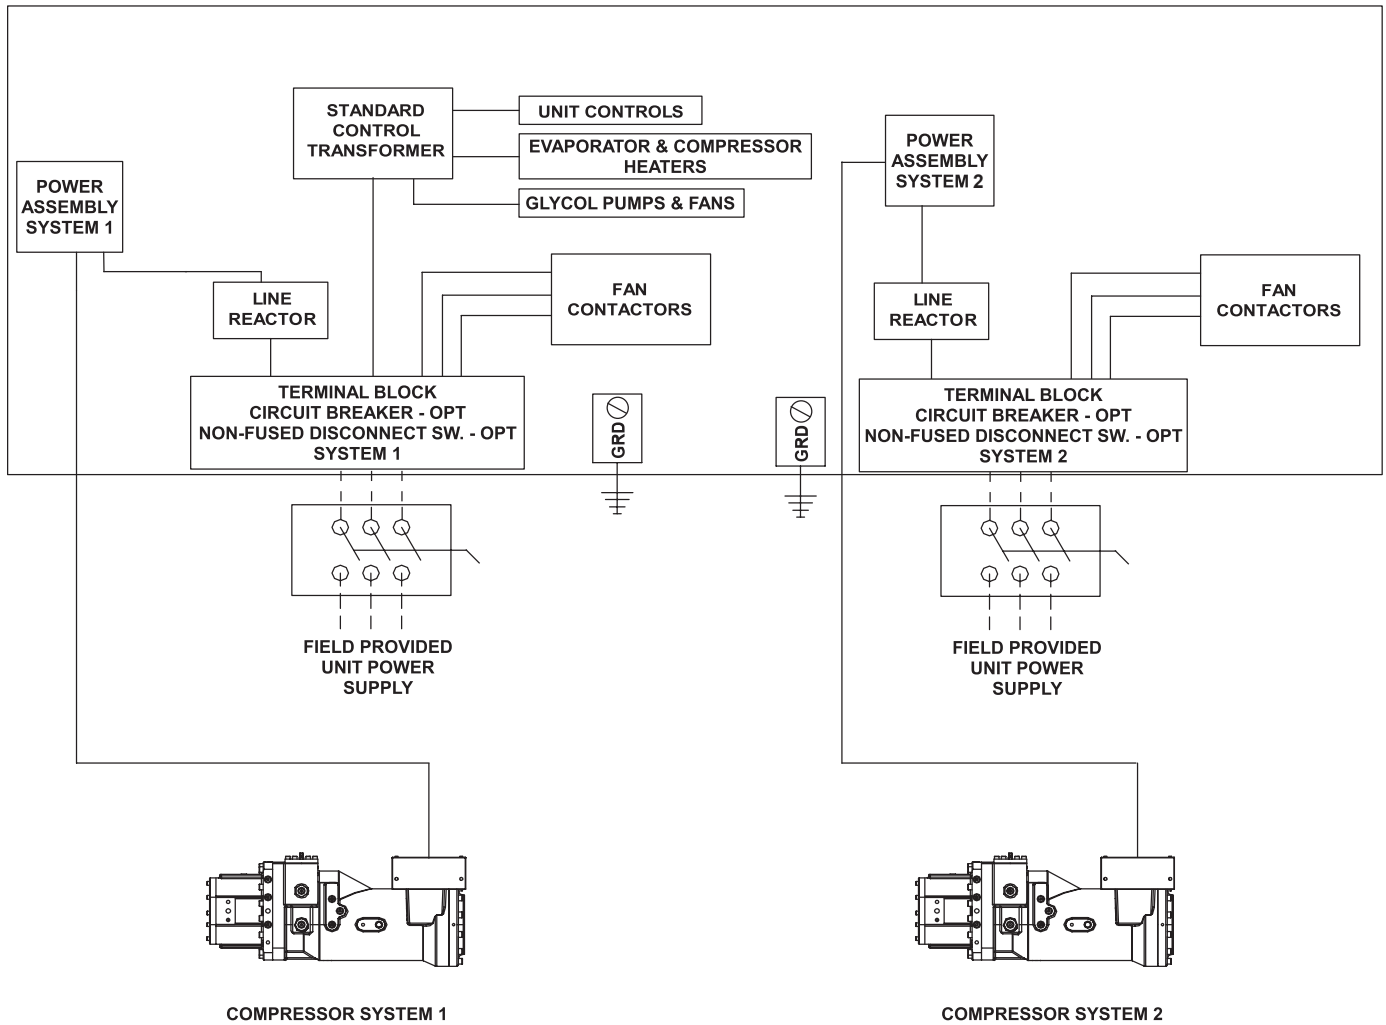 STANDARD
CONTROL
TRANSFORMER
UNIT CONTROLS
EVAPORATOR & COMPRESSOR
HEATERS
GLYCOL PUMPS & FANS
POWER
ASSEMBLY
SYSTEM 1
POWER
ASSEMBLY
SYSTEM 2
LINE
REACTOR
FAN
CONTACTORS
LINE
REACTOR
FAN
CONTACTORS
TERMINAL BLOCK
CIRCUIT BREAKER - OPT
NON-FUSED DISCONNECT SW. - OPT
SYSTEM 1
GRD
GRD
TERMINAL BLOCK
CIRCUIT BREAKER - OPT
NON-FUSED DISCONNECT SW. - OPT
SYSTEM 2
FIELD PROVIDED
UNIT POWER
SUPPLY
FIELD PROVIDED
UNIT POWER
SUPPLY
COMPRESSOR SYSTEM 1
COMPRESSOR SYSTEM 2